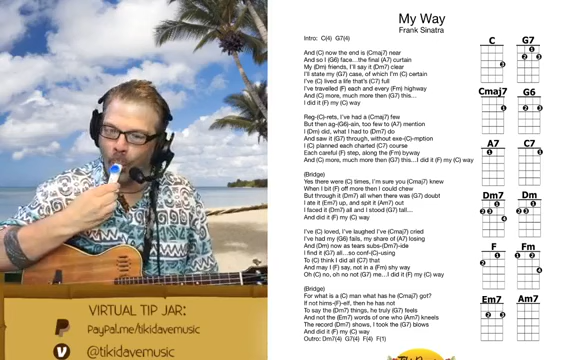 My Way
Frank Sinatra
Intro: C(4) G7(4)
And (C) now the end is (Cmaj7) near
And so I (G6) face...the final (A7) curtain
My (Dm) friends, I'll say it (Dm7) clear
I'll state my (G7) case, of which I'm (C) certain
I've (C) lived a life that's (C7) full
I've travelled (F) each and every (Fm) highway
And (C) more, much more then (G7) this...
I did it (F) my (C) way
Reg-(C)-rets, I've had a (Cmaj7) few
But then ag-(G6)-ain, too few to (A7) mention
I (Dm) did, what I had to (Dm7) do
And saw it (G7) through, without exe-(C)-mption
I (C) planned each charted (C7) course
Each careful (F) step, along the (Fm) byway
And (C) more, much more then (G7) this...I did it (F) my (C) way
(Bridge)
Yes there were (C) times, I'm sure you (Cmaj7) knew
When I bit (F) off more then I could chew
But through it (Dm7) all when there was (G7) doubt
I ate it (Em7) up, and spit it (Am7) out
I faced it (Dm7) all and I stood (G7) tall...
And did it (F) my (C) way
I've (C) loved, I've laughed I've (Cmaj7) cried
I've had my (G6) fails, my share of (A7) losing
And (Dm) now as tears subs-(Dm7)-ide
I find it (G7) all...so conf-(C)-using
To (C) think I did all (C7) that
And may I (F) say, not in a (Fm) shy way
Oh (C) no, oh no not (G7) me...I did it (F) my (C) way
(Bridge)
For what is a (C) man what has he (Cmaj7) got?
If not hims-(F)-elf, then he has not
To say the (Dm7) things, he truly (G7) feels
And not the (Em7) words of one who (Am7) kneels
The record (Dm7) shows, I took the (G7) blows
And did it (F) my (C) way
Outro: Dm7(4) G7(4) F(4) F(1)
C G7
Cmaj7 G6
A7 C7
Dm7 Dm
F Fm
Em7 Am7
VIRTUAL TIP JAR:
PayPal.me/tikidavemusic
@tikidavemusic